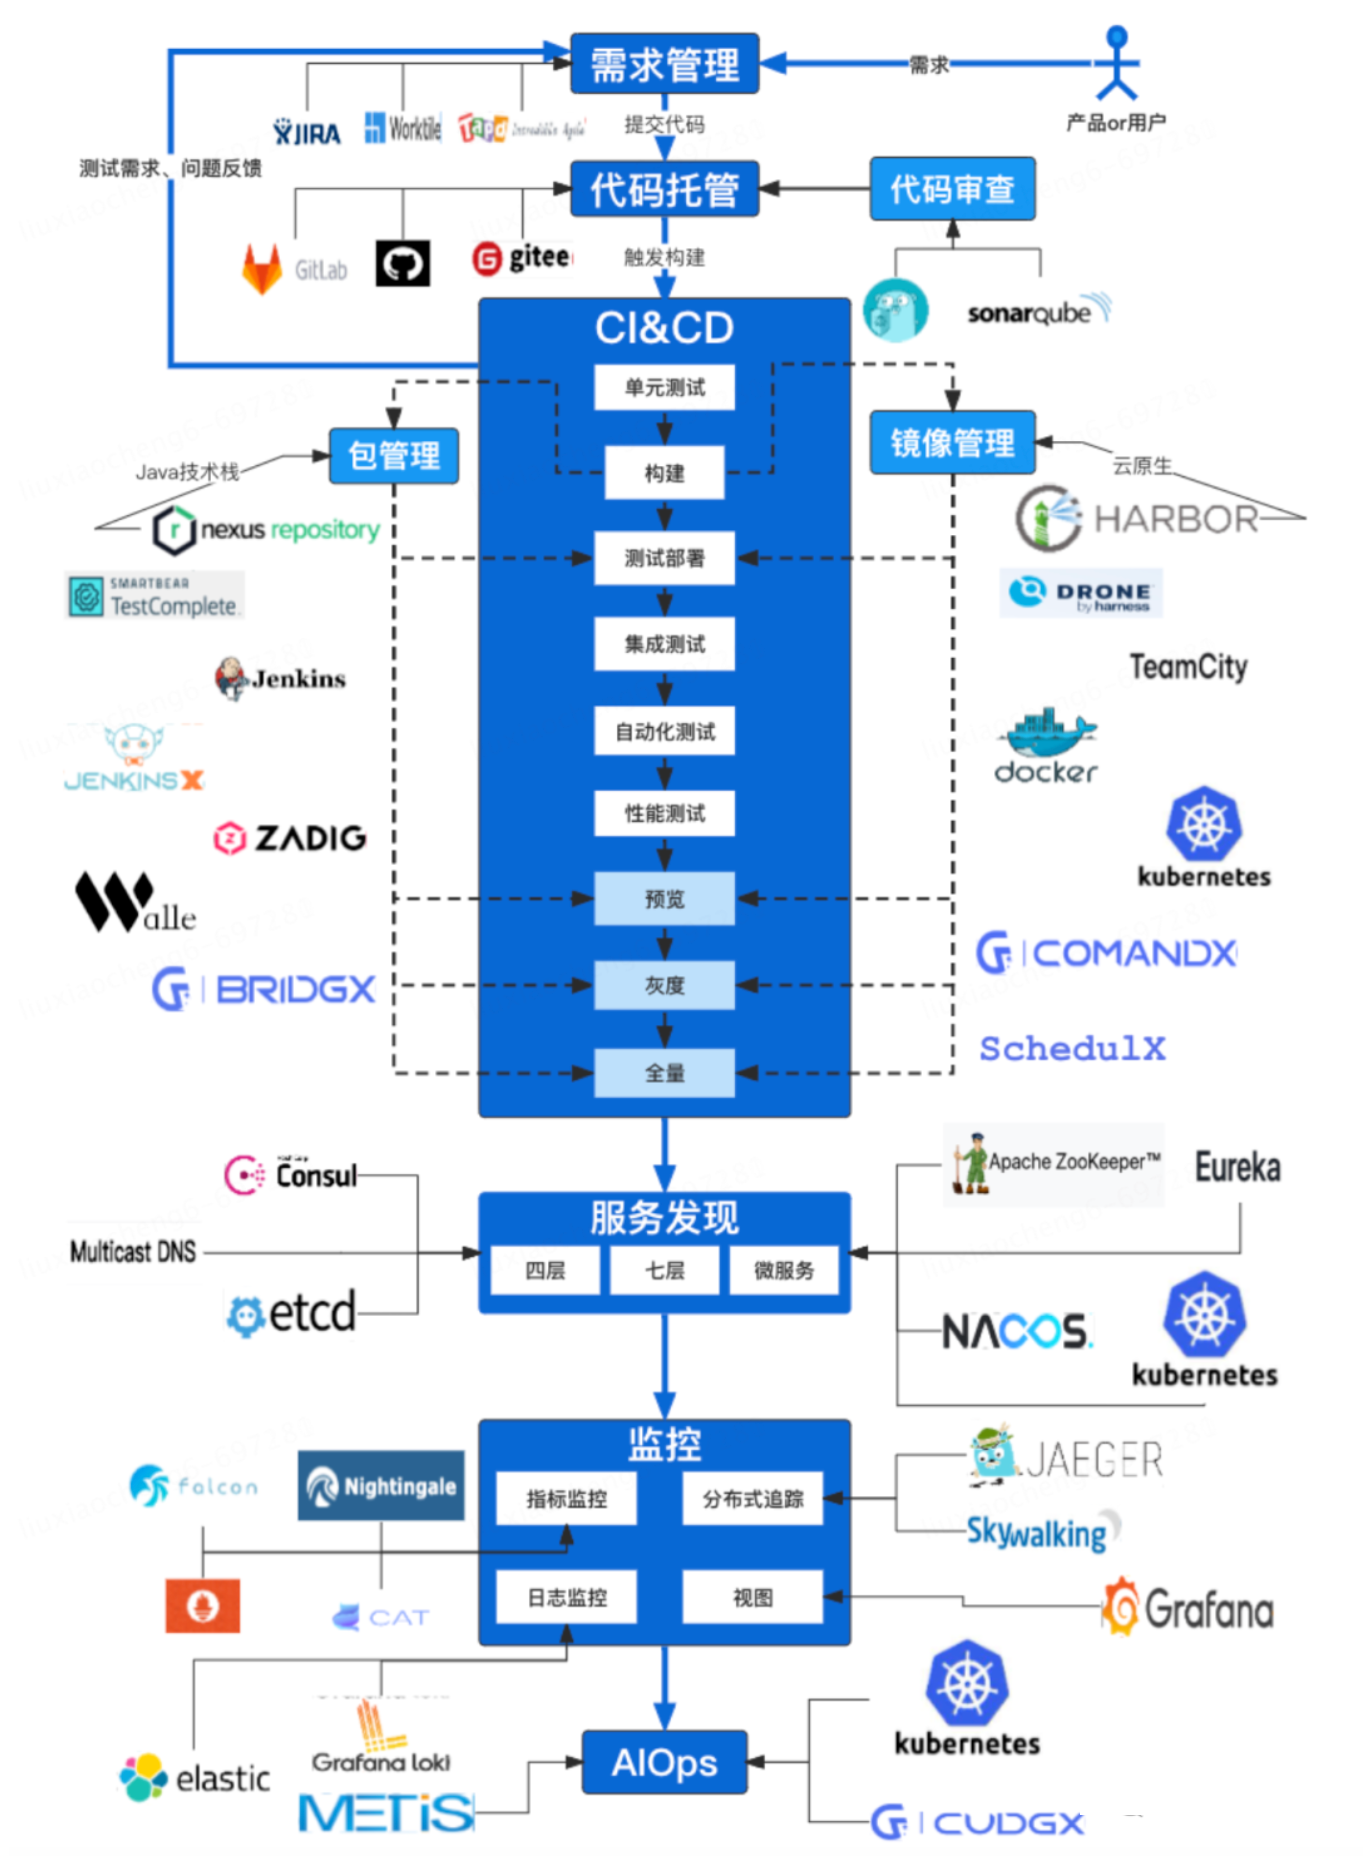 需求管理
需求
产品or用户
JIRA
Worktile
Tapd
提交代码
测试需求、问题反馈
代码托管
代码审查
GitLab
gitee
触发构建
sonarqube
CI&CD
单元测试
包管理
镜像管理
Java技术栈
构建
云原生
nexus repository
HARBOR
测试部署
SMARTBEAR
TestComplete
DRONE
by harness
集成测试
Jenkins
TeamCity
自动化测试
JENKINS X
docker
性能测试
ZADIG
kubernetes
Walle
预览
COMANDX
BRIDGX
灰度
SchedulX
全量
Consul
Apache ZooKeeper™
Eureka
服务发现
Multicast DNS
四层
七层
微服务
etcd
NACOS.
kubernetes
监控
JAEGER
falcon
Nightingale
指标监控
分布式追踪
Skywalking
日志监控
视图
CAT
Grafana
kubernetes
Grafana loki
elastic
AIOps
METiS
CUDGX